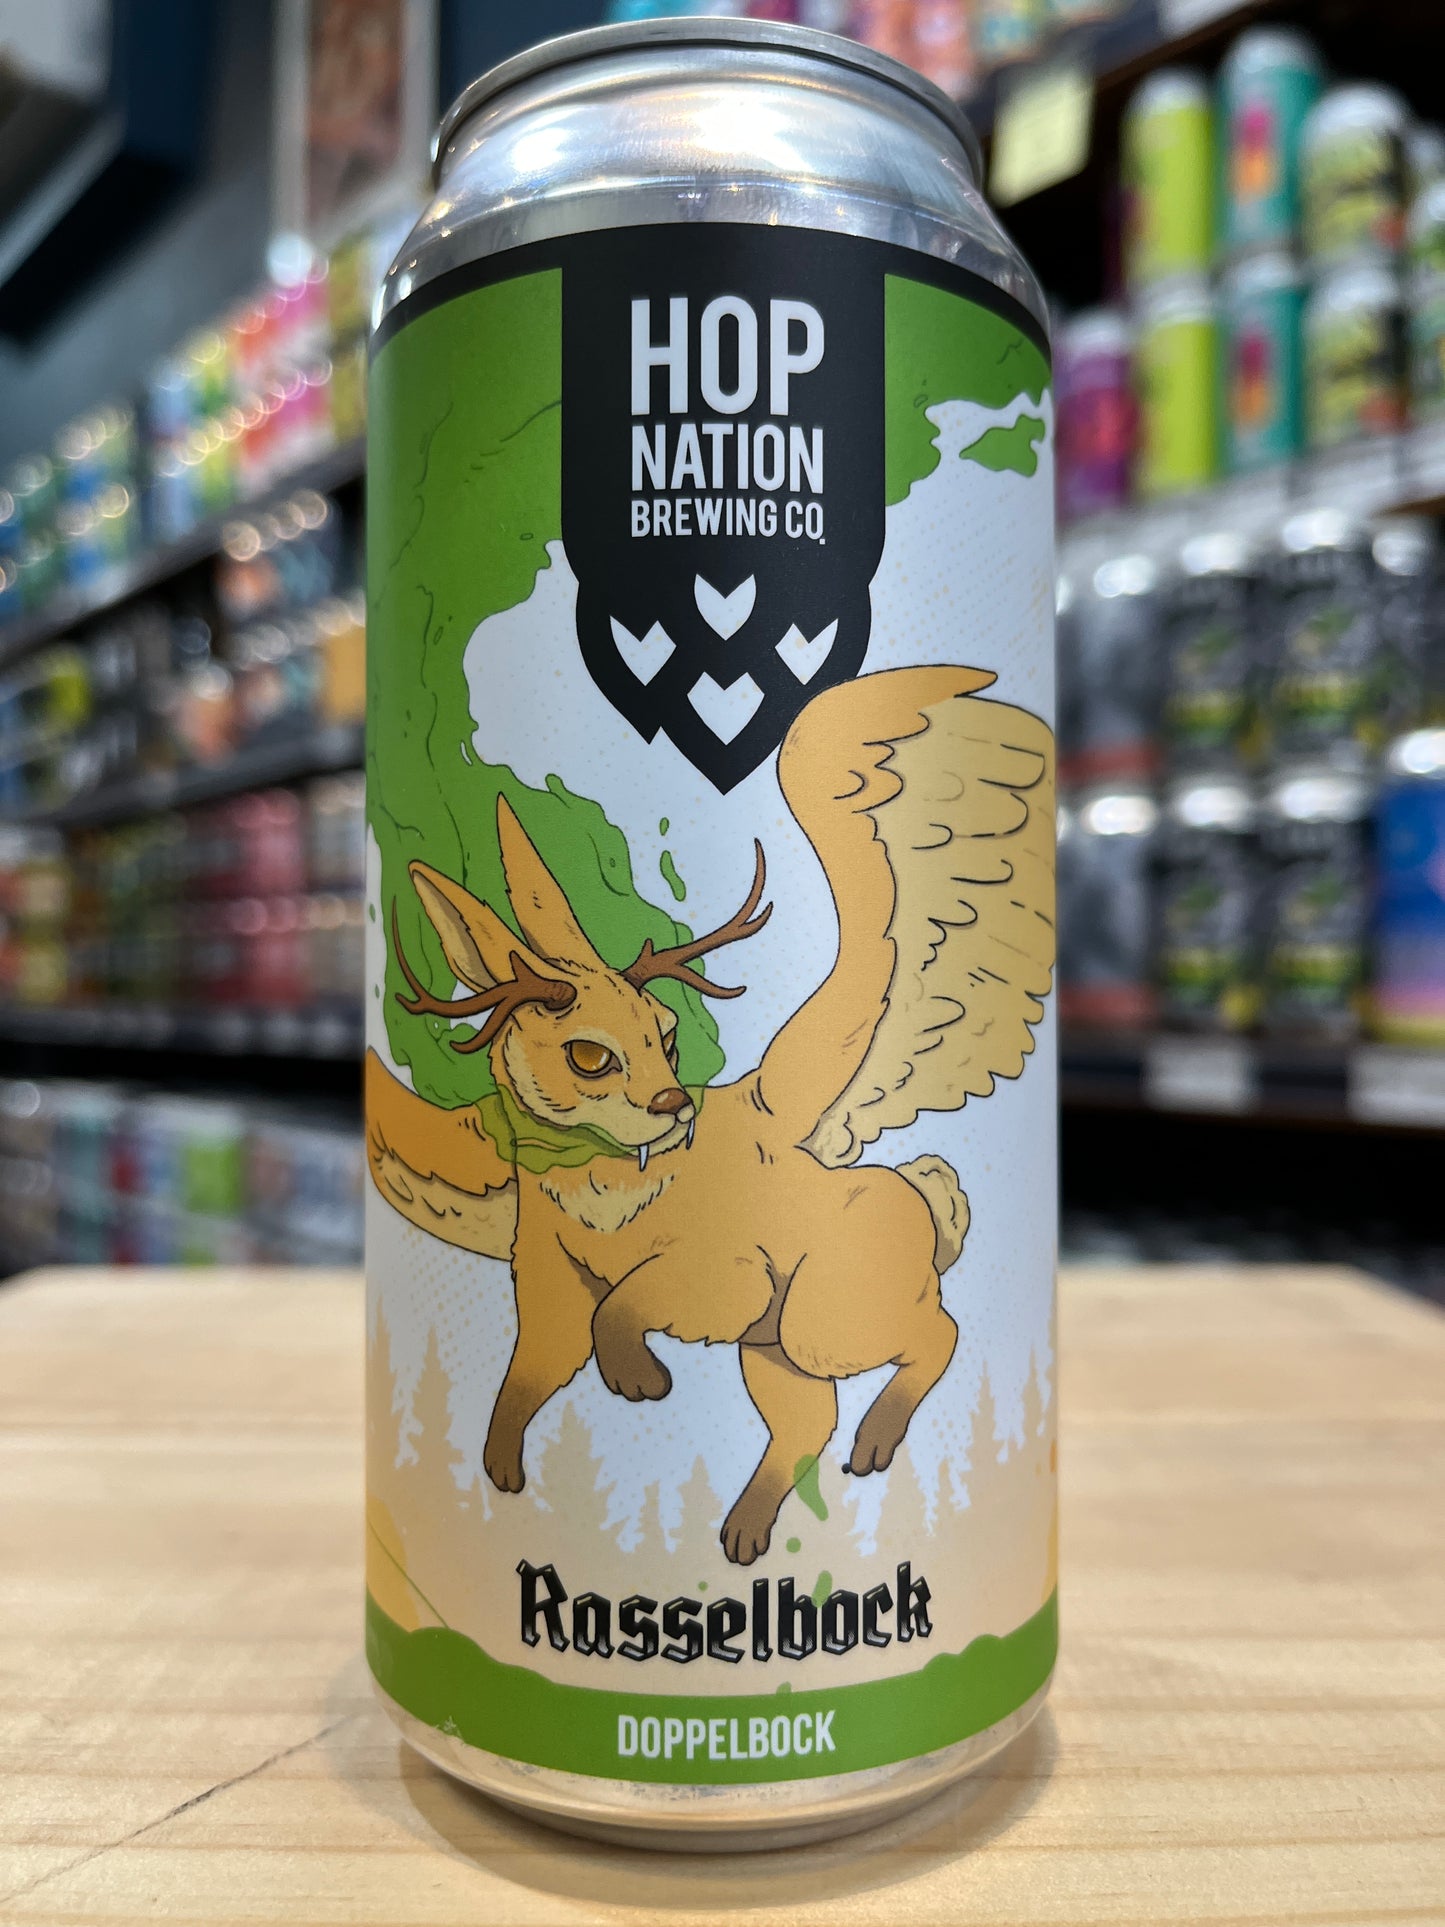 HOP
NATION
BREWING CO.
Rasselbock
DOPPELBOCK